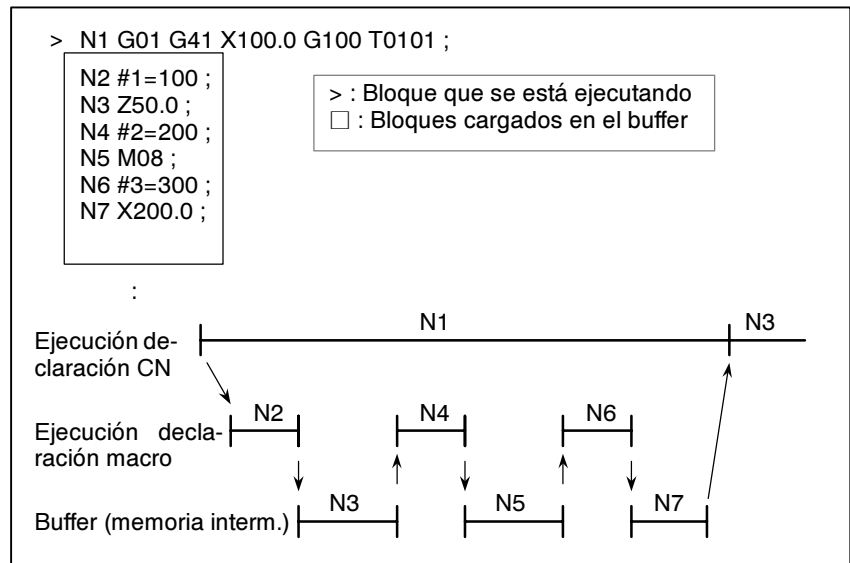 > N1 G01 G41 X100.0 G100 T0101 ;
N2 #1=100 ;
N3 Z50.0 ;
N4 #2=200 ;
N5 M08 ;
N6 #3=300 ;
N7 X200.0 ;
> : Bloque que se está ejecutando
□ : Bloques cargados en el buffer
:
N1 N3
Ejecución de-
claración CN
N2 N4 N6
Ejecución decla-
ración macro
N3 N5 N7
Buffer (memoria interm.)